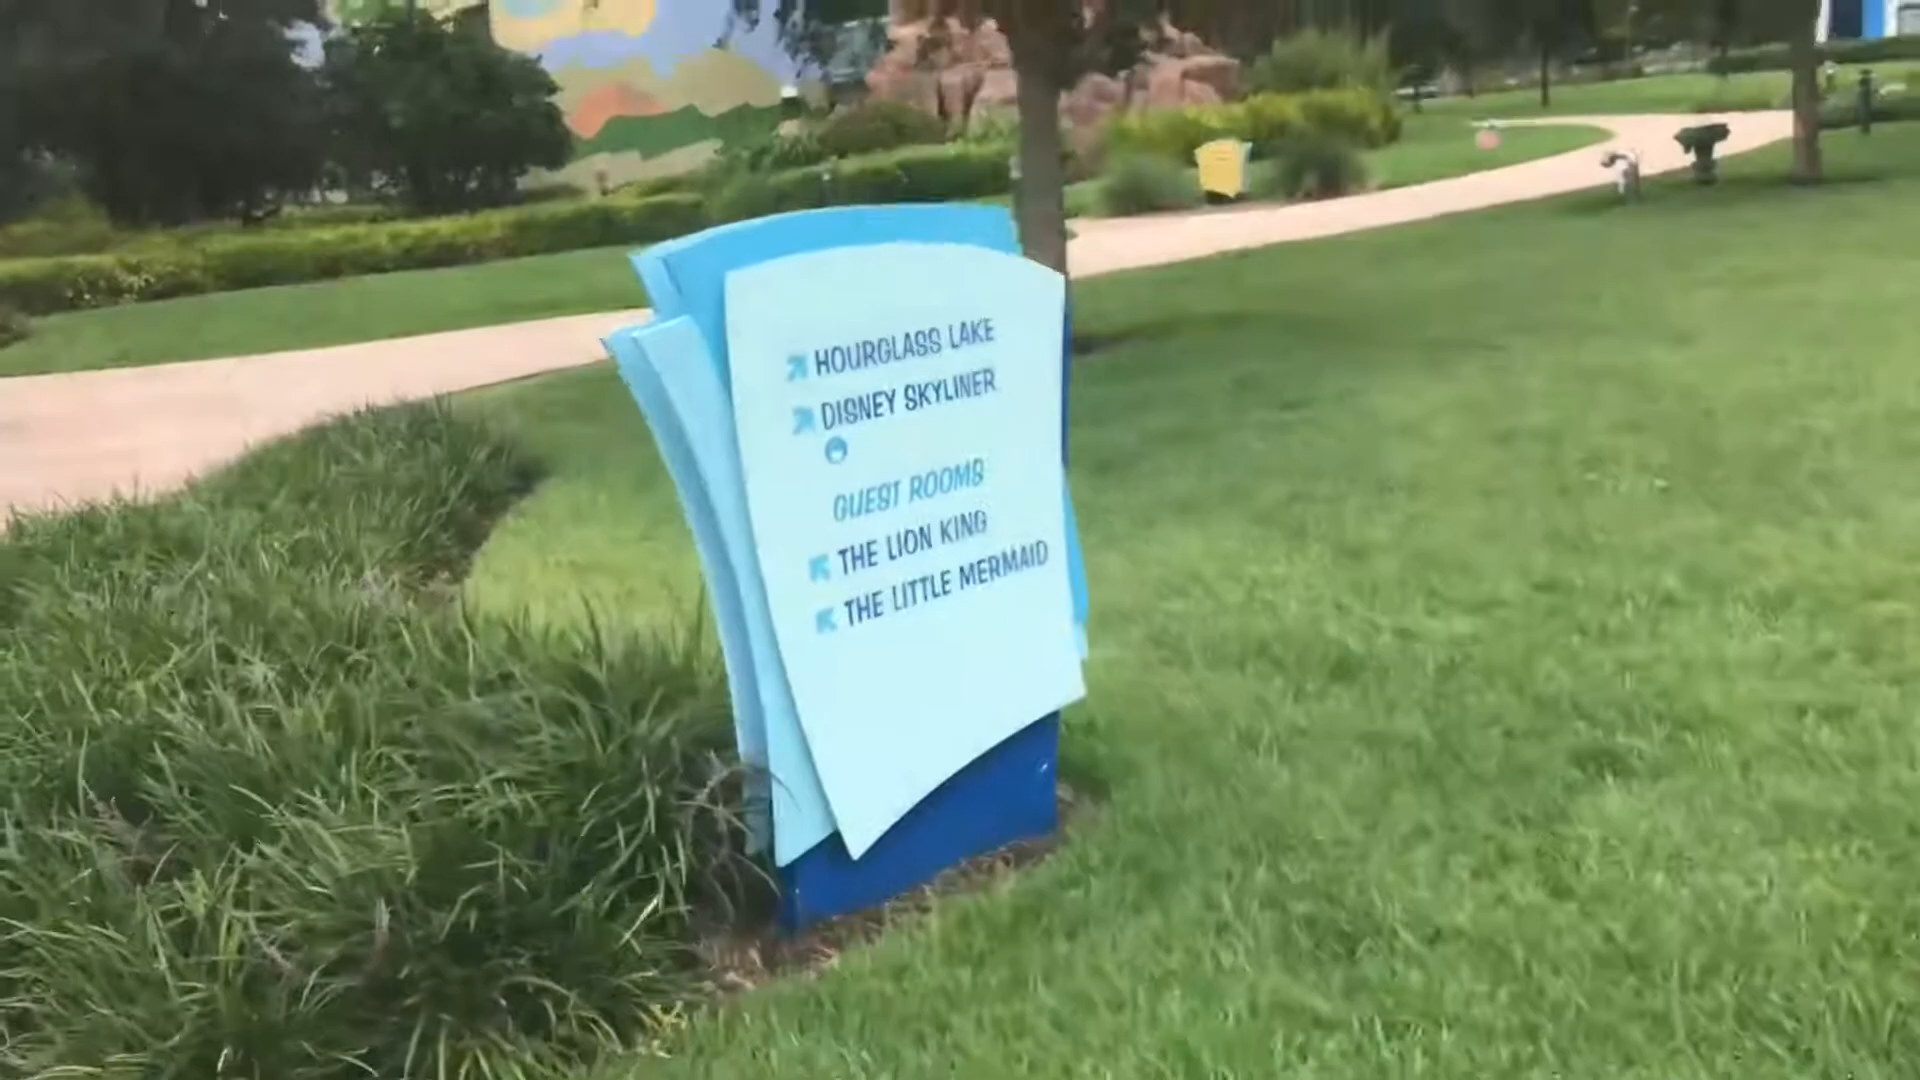 HOURGLASS LAKE
DISNEY SKYLINER
GUEST ROOMS
THE LION KING
THE LITTLE MERMAID